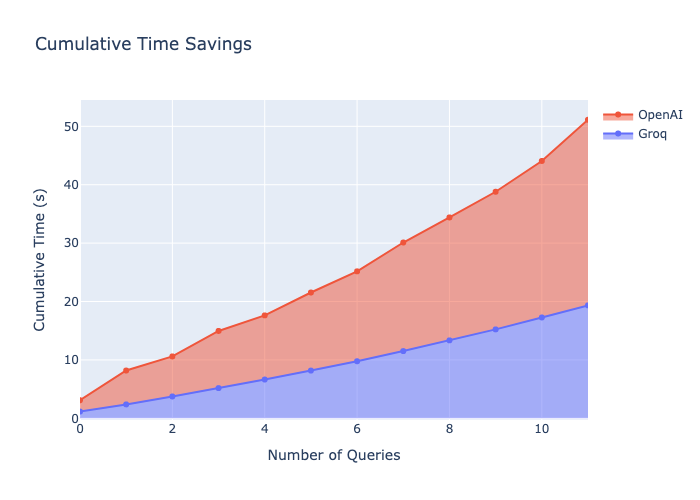 Cumulative Time Savings
OpenAI
Groq
50
40
30
20
10
0
Cumulative Time (s)
0 2 4 6 8 10
Number of Queries